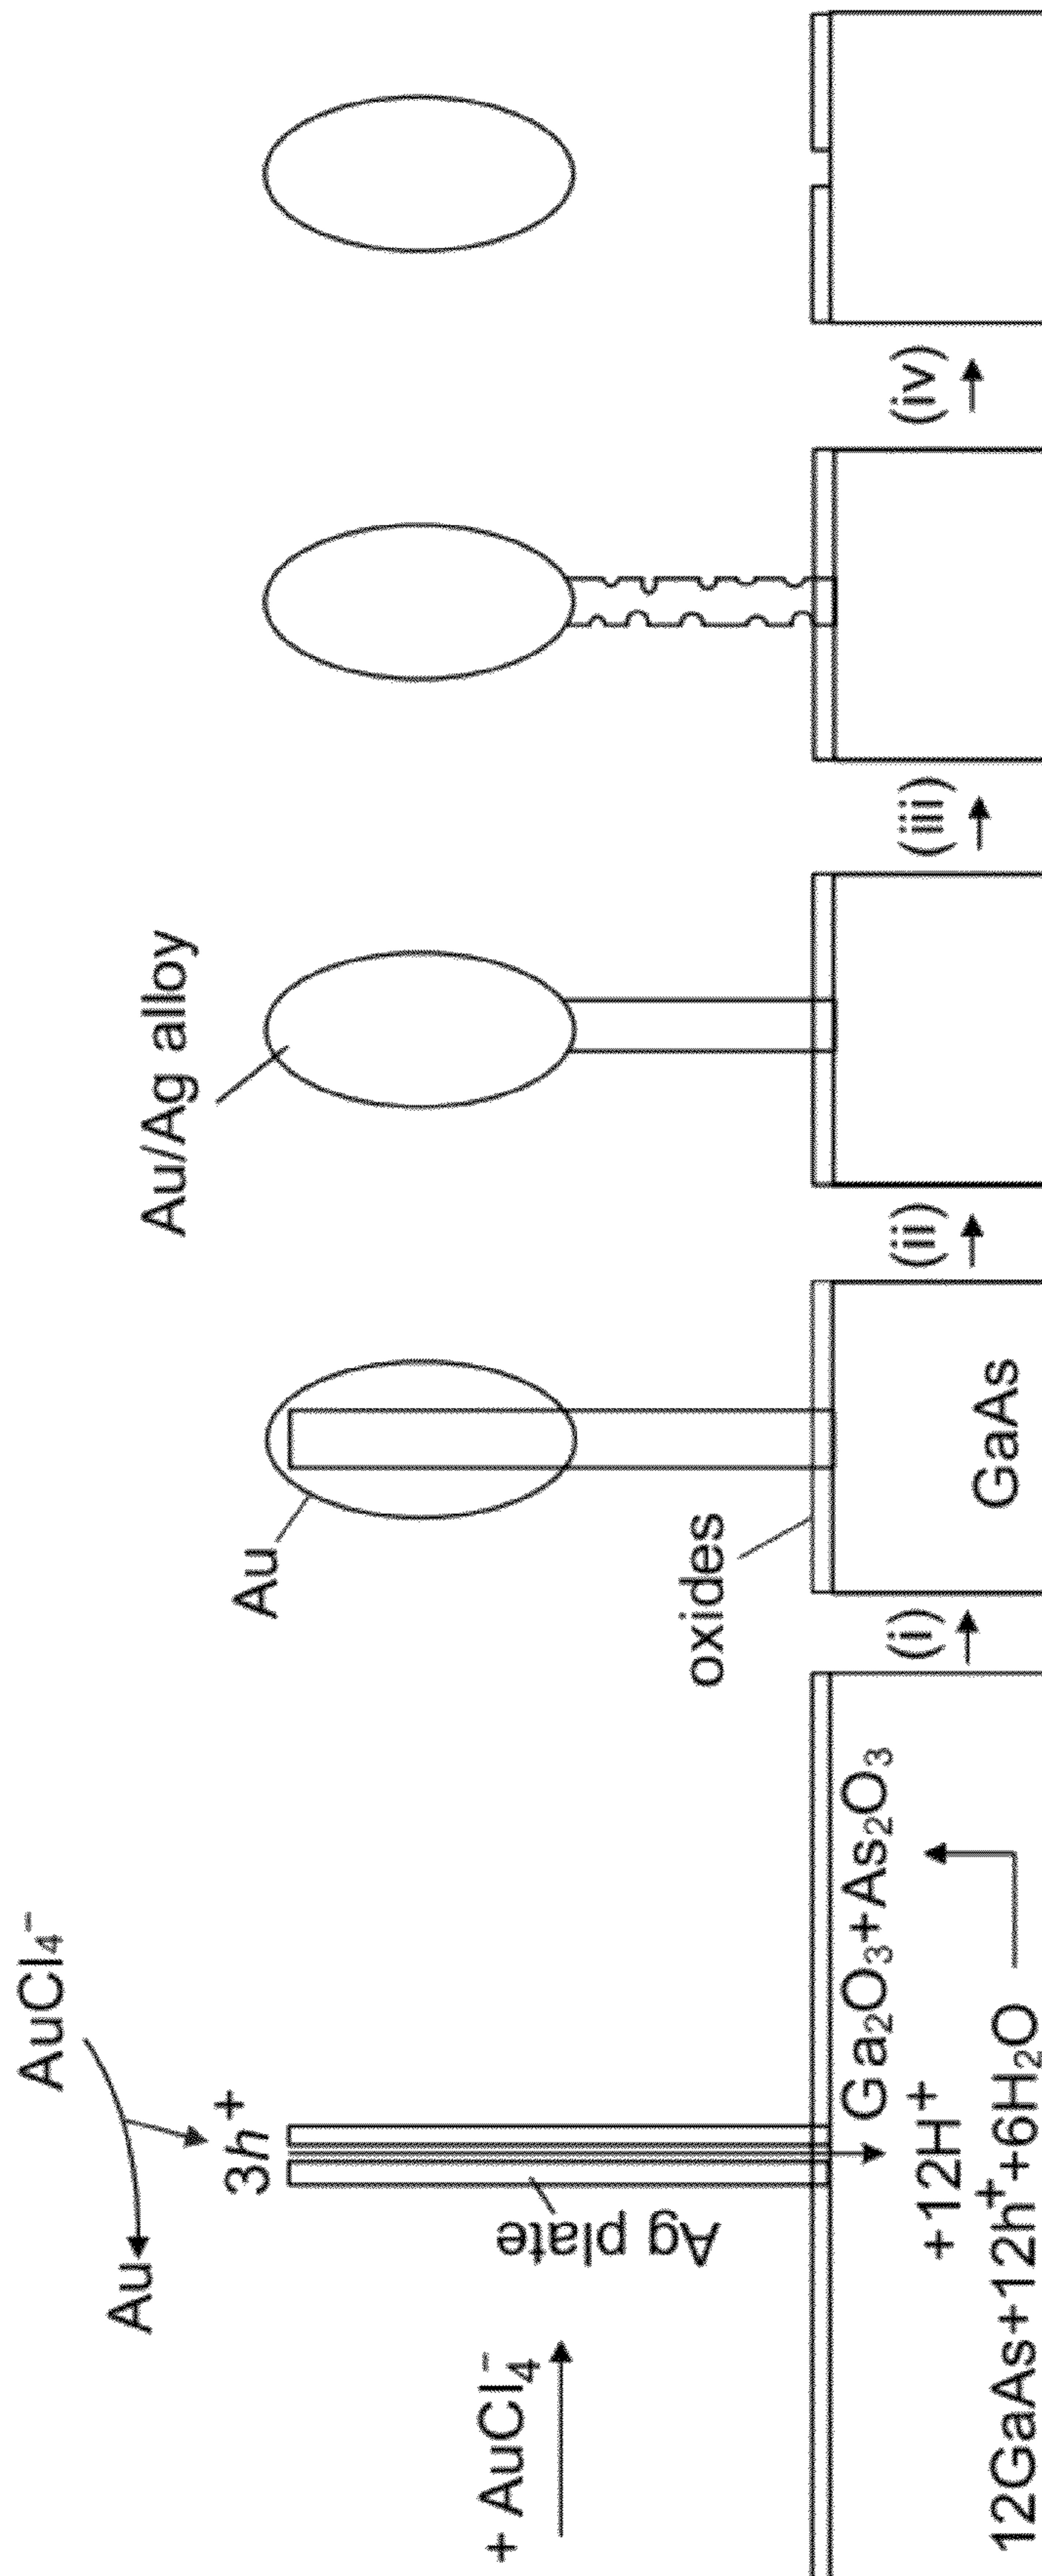 AuCl₄⁻
Au
3h⁺
+ AuCl₄⁻
Ag plate
Ga₂O₃+As₂O₃
+12H⁺
12GaAs+12h⁺+6H₂O
(i)
Au
oxides
GaAs
(ii)
Au/Ag alloy
(iii)
(iv)